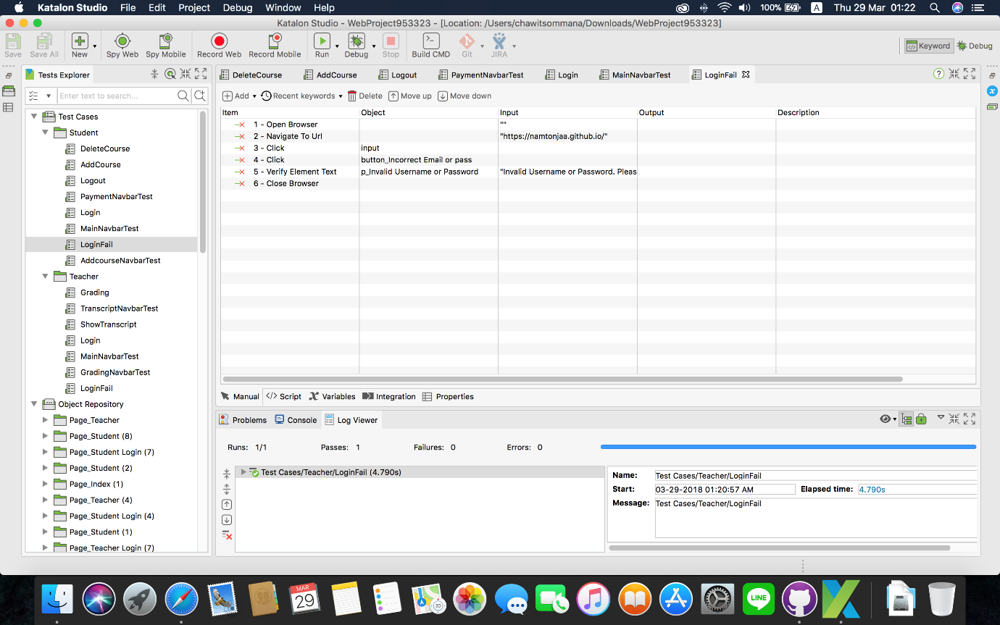 Katalon Studio File Edit Project Debug Window Help 100% A Thu 29 Mar 01:22
Katalon Studio - WebProject953323 - [Location: /Users/chawitsommana/Downloads/WebProject953323]
Save Save All New Spy Web Spy Mobile Record Web Record Mobile Run Debug Stop Build CMD Git JIRA Keyword Debug
Tests Explorer
Enter text to search...
Test Cases
Student
DeleteCourse
AddCourse
Logout
PaymentNavbarTest
Login
MainNavbarTest
LoginFail
AddcourseNavbarTest
Teacher
Grading
TranscriptNavbarTest
ShowTranscript
Login
MainNavbarTest
GradingNavbarTest
LoginFail
Object Repository
Page_Teacher
Page_Student (8)
Page_Student Login (7)
Page_Student (2)
Page_Index (1)
Page_Teacher (4)
Page_Student Login (4)
Page_Student (1)
Page_Teacher Login (7)
DeleteCourse AddCourse Logout PaymentNavbarTest Login MainNavbarTest LoginFail
Add Recent keywords Delete Move up Move down
Item Object Input Output Description
1 - Open Browser ""
2 - Navigate To Url "https://namtonjaa.github.io/"
3 - Click input
4 - Click button_Incorrect Email or pass
5 - Verify Element Text p_Invalid Username or Password "Invalid Username or Password. Pleas
6 - Close Browser
Manual </> Script Variables Integration Properties
Problems Console Log Viewer
Runs: 1/1 Passes: 1 Failures: 0 Errors: 0
Test Cases/Teacher/LoginFail (4.790s)
Name: Test Cases/Teacher/LoginFail
Start: 03-29-2018 01:20:57 AM Elapsed time: 4.790s
Message: Test Cases/Teacher/LoginFail
MAR
29
3D
LINE